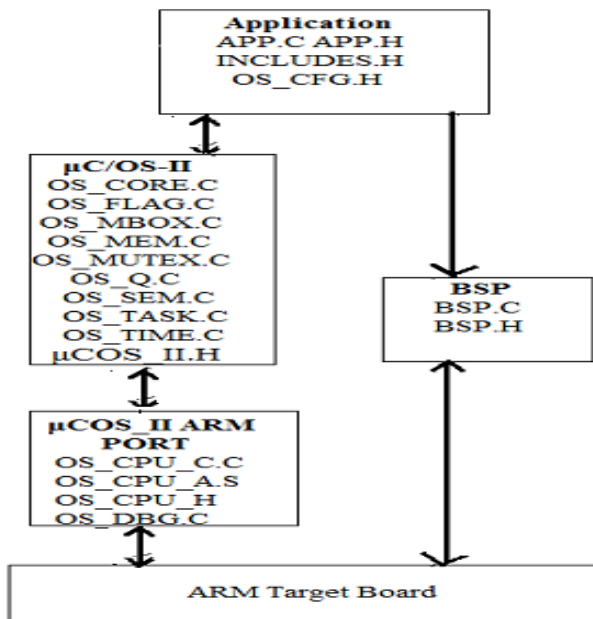 Application
APP.C APP.H
INCLUDES.H
OS_CFG.H
µC/OS-II
OS_CORE.C
OS_FLAG.C
OS_MBOX.C
OS_MEM.C
OS_MUTEX.C
OS_Q.C
OS_SEM.C
OS_TASK.C
OS_TIME.C
µCOS_II.H
BSP
BSP.C
BSP.H
µCOS_II ARM
PORT
OS_CPU_C.C
OS_CPU_A.S
OS_CPU_H
OS_DBG.C
ARM Target Board